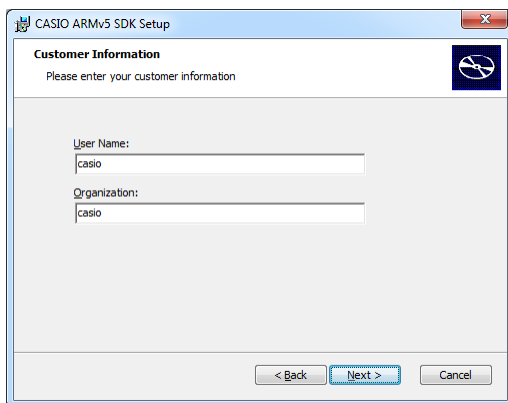 CASIO ARMv5 SDK Setup
Customer Information
Please enter your customer information
User Name:
casio
Organization:
casio
< Back
Next >
Cancel